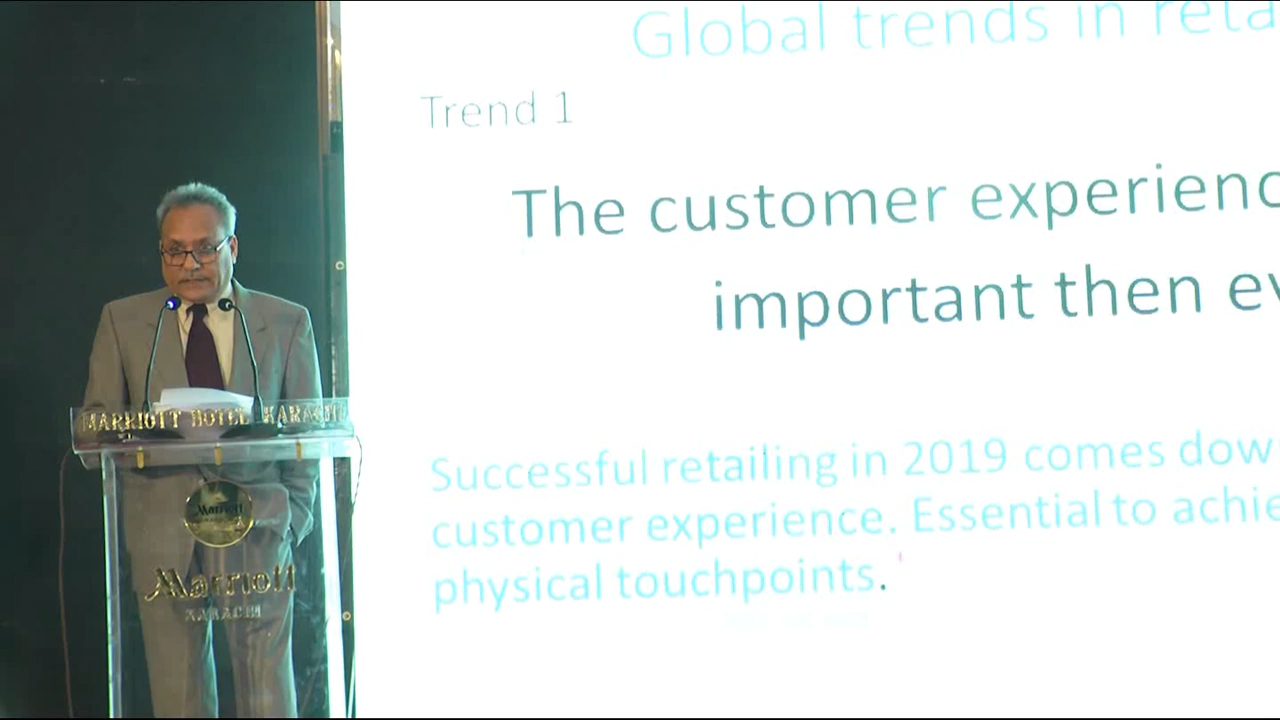 Global trends in reta
Trend 1
The customer experienc
important then ev
Successful retailing in 2019 comes dow
customer experience. Essential to achie
physical touchpoints.
MARRIOTT HOTEL KARACHI
Marriott
Marriott
KARACHI